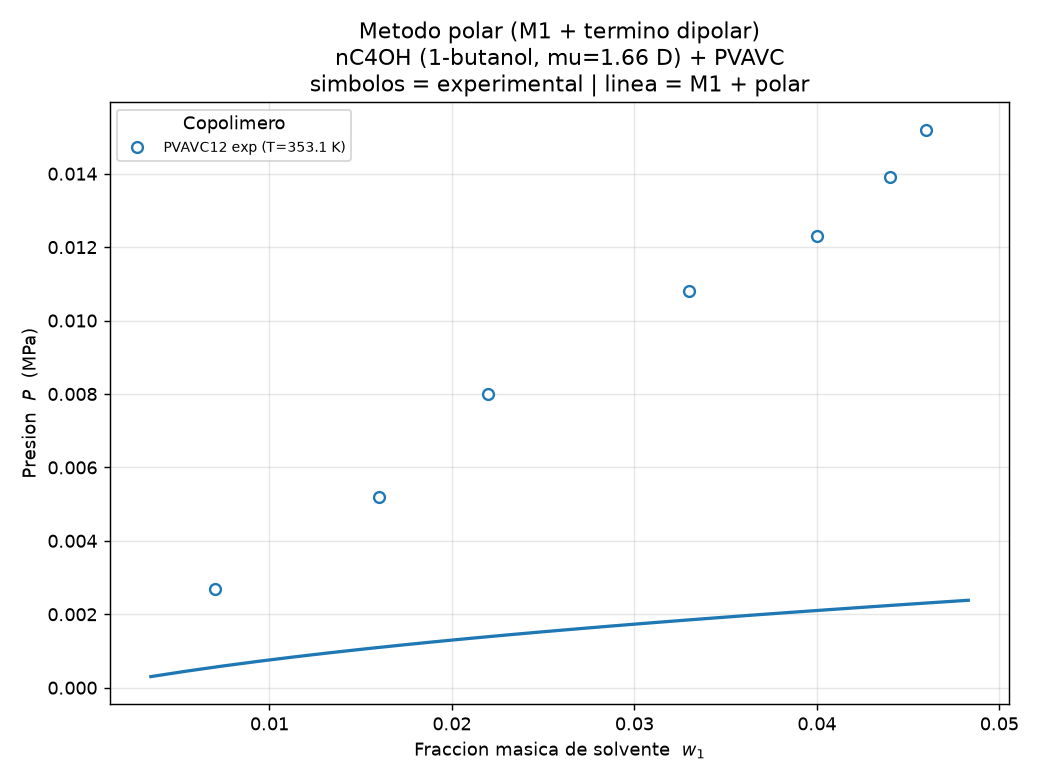 Metodo polar (M1 + termino dipolar)
nC4OH (1-butanol, mu=1.66 D) + PVAVC
simbolos = experimental | linea = M1 + polar
Copolimero
PVAVC12 exp (T=353.1 K)
0.014
0.012
0.010
0.008
0.006
0.004
0.002
0.000
Presion P (MPa)
0.01 0.02 0.03 0.04 0.05
Fraccion masica de solvente w₁